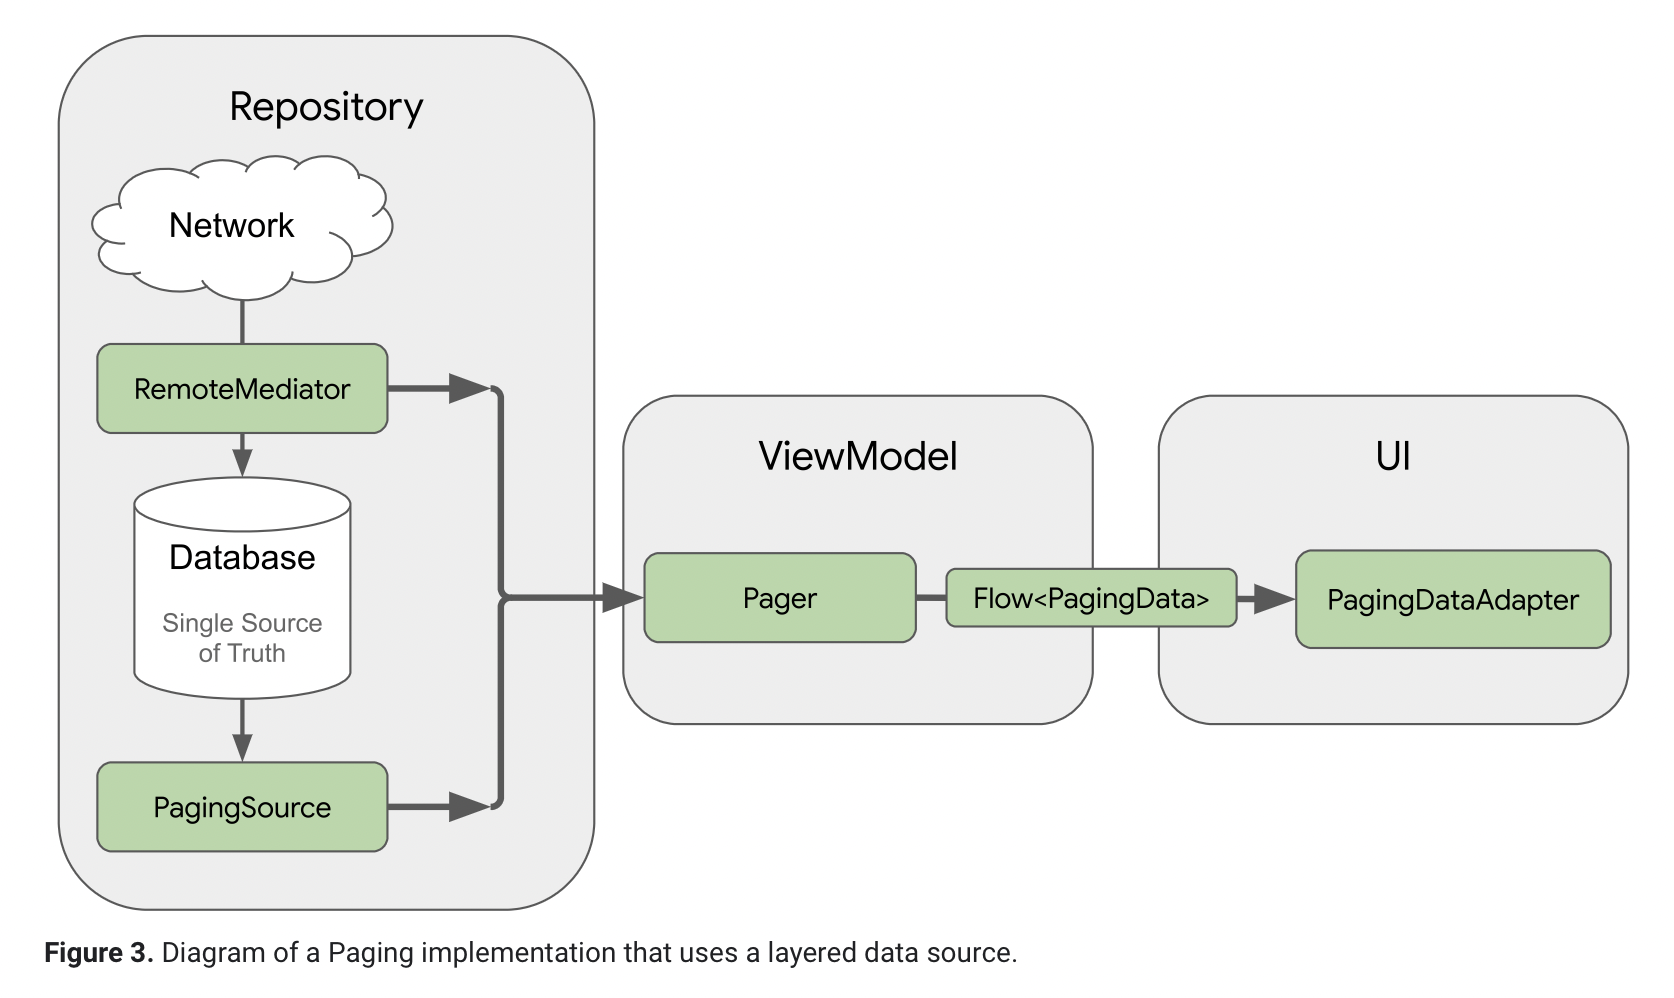 Repository
Network
RemoteMediator
Database
Single Source
of Truth
PagingSource
ViewModel
Pager
Flow<PagingData>
UI
PagingDataAdapter
Figure 3. Diagram of a Paging implementation that uses a layered data source.